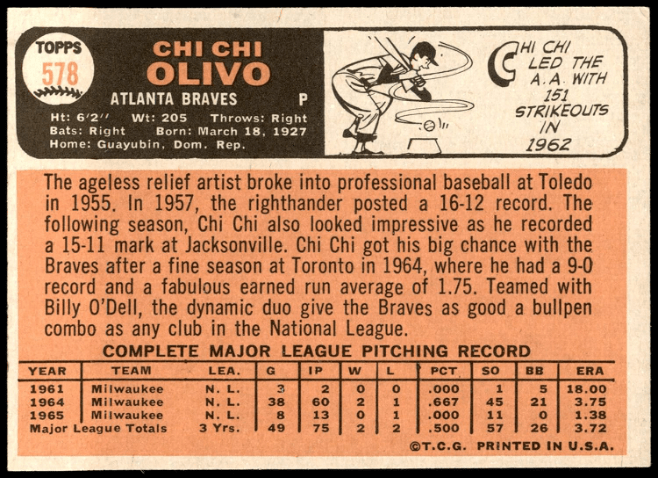 TOPPS
578
CHI CHI
OLIVO
ATLANTA BRAVES P
Ht: 6'2" Wt: 205 Throws: Right
Bats: Right Born: March 18, 1927
Home: Guayubin, Dom. Rep.
CHI CHI
LED THE
A.A. WITH
151
STRIKEOUTS
IN
1962
The ageless relief artist broke into professional baseball at Toledo
in 1955. In 1957, the righthander posted a 16-12 record. The
following season, Chi Chi also looked impressive as he recorded
a 15-11 mark at Jacksonville. Chi Chi got his big chance with the
Braves after a fine season at Toronto in 1964, where he had a 9-0
record and a fabulous earned run average of 1.75. Teamed with
Billy O'Dell, the dynamic duo give the Braves as good a bullpen
combo as any club in the National League.
COMPLETE MAJOR LEAGUE PITCHING RECORD
YEAR TEAM LEA. G IP W L PCT. SO BB ERA
1961 Milwaukee N. L. 3 2 0 0 .000 1 5 18.00
1964 Milwaukee N. L. 38 60 2 1 .667 45 21 3.75
1965 Milwaukee N. L. 8 13 0 1 .000 11 0 1.38
Major League Totals 3 Yrs. 49 75 2 2 .500 57 26 3.72
©T.C.G. PRINTED IN U.S.A.